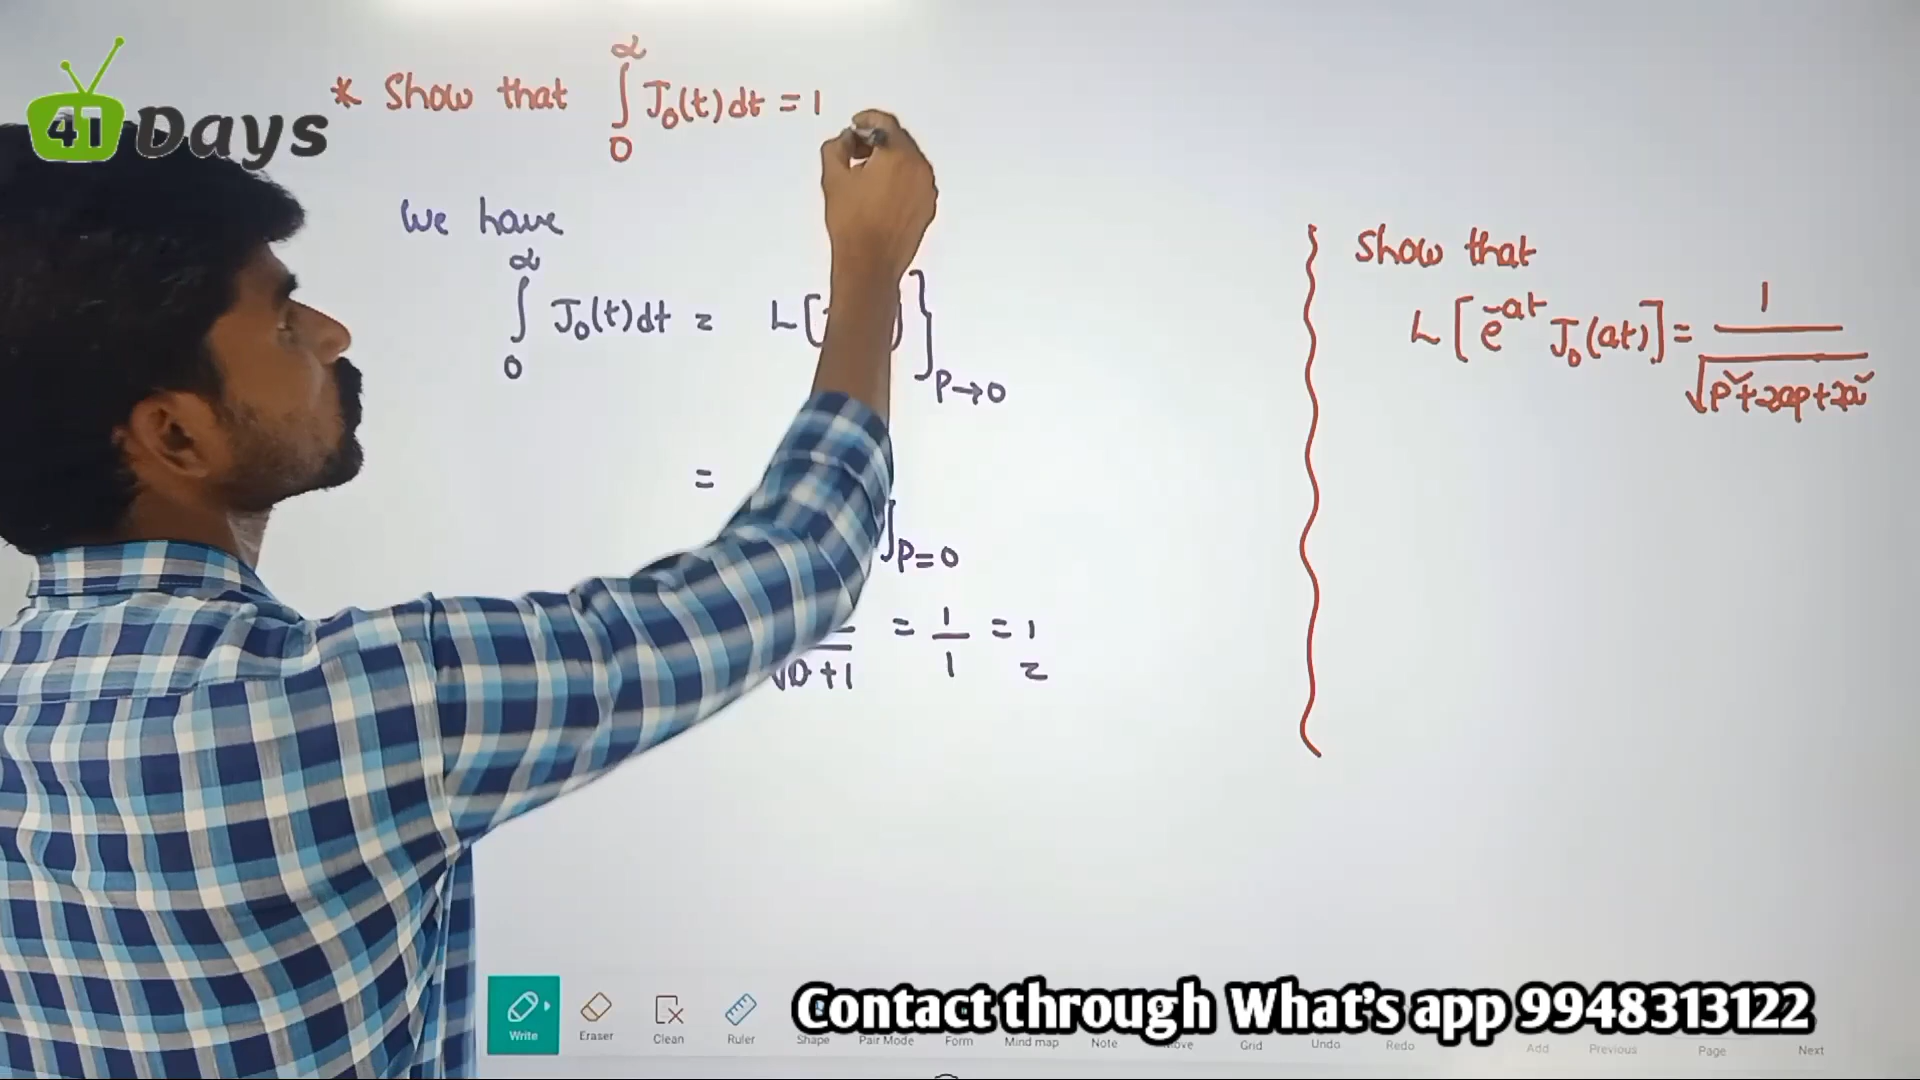 41 Days
* Show that ∫₀^∝ J₀(t)dt = 1
We have
∫₀^∝ J₀(t)dt = L[ ]}P→0
=
]P=0
√0+1 = 1/1 = 1
Show that
L[e^-at J₀(at)] = 1/√P²+2ap+2a²
Contact through What's app 9948313122
Write Eraser Clean Ruler Shape Pair Mode Form Mind map Note Grid Undo Redo Add Previous Page Next